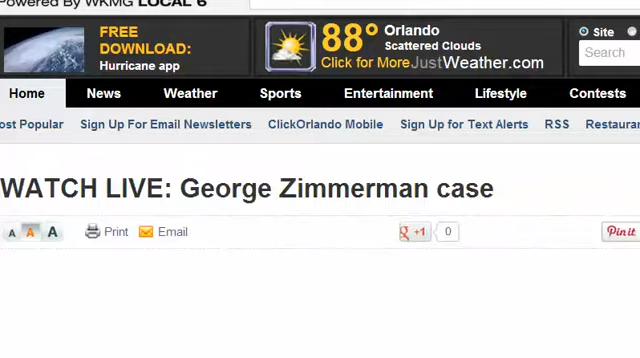 Powered By WKMG LOCAL 6
FREE
DOWNLOAD:
Hurricane app
88° Orlando
Scattered Clouds
Click for More JustWeather.com
Site
Search
Home News Weather Sports Entertainment Lifestyle Contests
ost Popular Sign Up For Email Newsletters ClickOrlando Mobile Sign Up for Text Alerts RSS Restauran
WATCH LIVE: George Zimmerman case
A A A Print Email g +1 0 Pin it